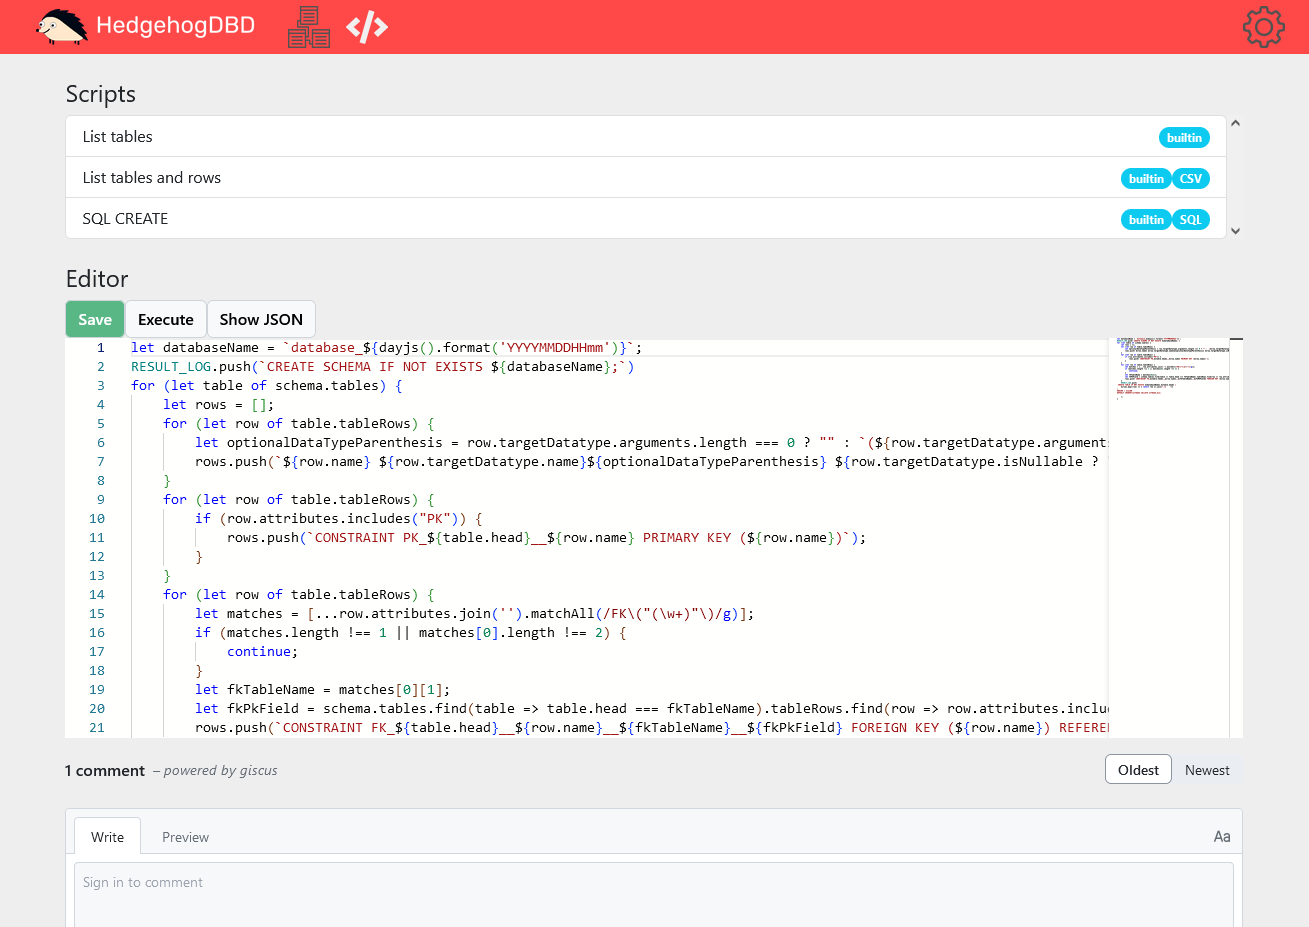 HedgehogDBD
Scripts
List tables builtin
List tables and rows builtin CSV
SQL CREATE builtin SQL
Editor
Save Execute Show JSON
1 let databaseName = `database_${dayjs().format('YYYYMMDDHHmm')}`;
2 RESULT_LOG.push(`CREATE SCHEMA IF NOT EXISTS ${databaseName};`)
3 for (let table of schema.tables) {
4 let rows = [];
5 for (let row of table.tableRows) {
6 let optionalDataTypeParenthesis = row.targetDatatype.arguments.length === 0 ? "" : `(${row.targetDatatype.arguments
7 rows.push(`${row.name} ${row.targetDatatype.name}${optionalDataTypeParenthesis} ${row.targetDatatype.isNullable ?
8 }
9 for (let row of table.tableRows) {
10 if (row.attributes.includes("PK")) {
11 rows.push(`CONSTRAINT PK_${table.head}__${row.name} PRIMARY KEY (${row.name})`);
12 }
13 }
14 for (let row of table.tableRows) {
15 let matches = [...row.attributes.join('').matchAll(/FK\("(\w+)"\)/g)];
16 if (matches.length !== 1 || matches[0].length !== 2) {
17 continue;
18 }
19 let fkTableName = matches[0][1];
20 let fkPkField = schema.tables.find(table => table.head === fkTableName).tableRows.find(row => row.attributes.inclu
21 rows.push(`CONSTRAINT FK_${table.head}__${row.name}__${fkTableName}__${fkPkField} FOREIGN KEY (${row.name}) REFERE
1 comment – powered by giscus Oldest Newest
Write Preview Aa
Sign in to comment